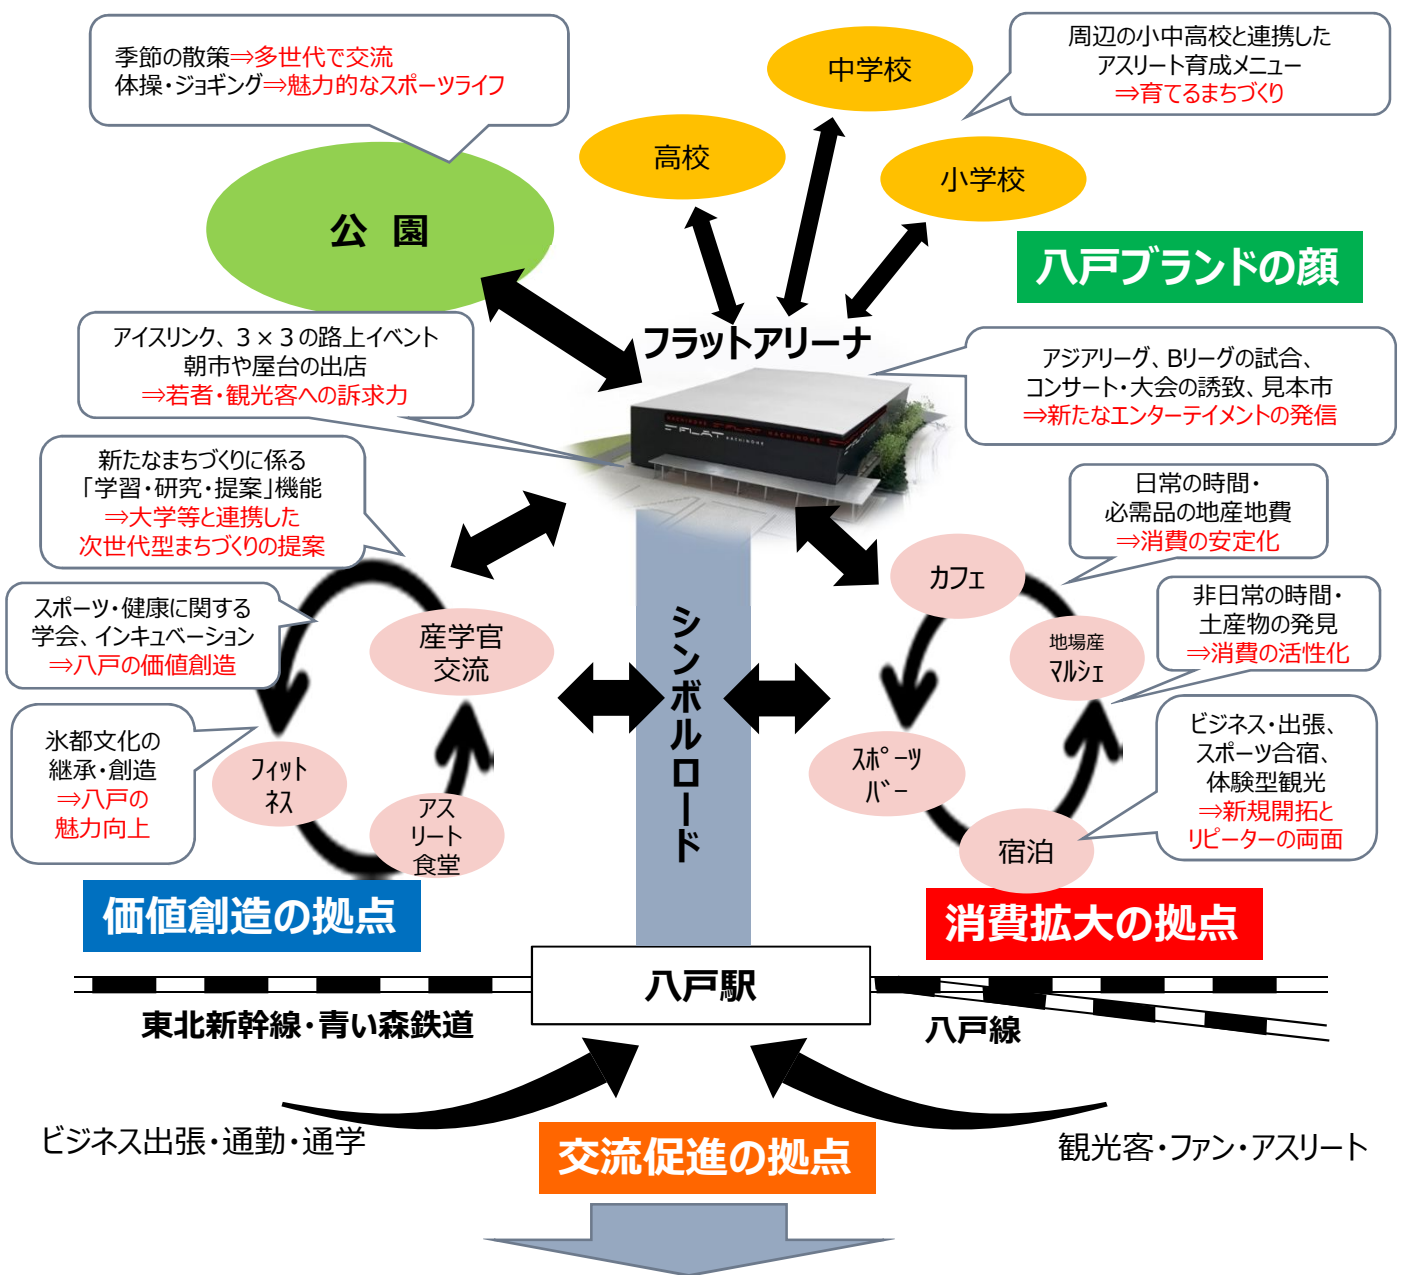 季節の散策⇒多世代で交流
体操・ジョギング⇒魅力的なスポーツライフ
中学校
周辺の小中高校と連携した
アスリート育成メニュー
⇒育てるまちづくり
高校
小学校
公 園
八戸ブランドの顔
アイスリンク、３×３の路上イベント
朝市や屋台の出店
⇒若者・観光客への訴求力
フラットアリーナ
アジアリーグ、Bリーグの試合、
コンサート・大会の誘致、見本市
⇒新たなエンターテイメントの発信
FLAT HACHINOHE
新たなまちづくりに係る
「学習・研究・提案」機能
⇒大学等と連携した
次世代型まちづくりの提案
日常の時間・
必需品の地産地費
⇒消費の安定化
カフェ
スポーツ・健康に関する
学会、インキュベーション
⇒八戸の価値創造
産学官
交流
シンボルロード
地場産
マルシェ
非日常の時間・
土産物の発見
⇒消費の活性化
氷都文化の
継承・創造
⇒八戸の
魅力向上
フィット
ネス
アス
リート
食堂
スポーツ
バー
宿泊
ビジネス・出張、
スポーツ合宿、
体験型観光
⇒新規開拓と
リピーターの両面
価値創造の拠点
消費拡大の拠点
八戸駅
東北新幹線・青い森鉄道
八戸線
ビジネス出張・通勤・通学
交流促進の拠点
観光客・ファン・アスリート